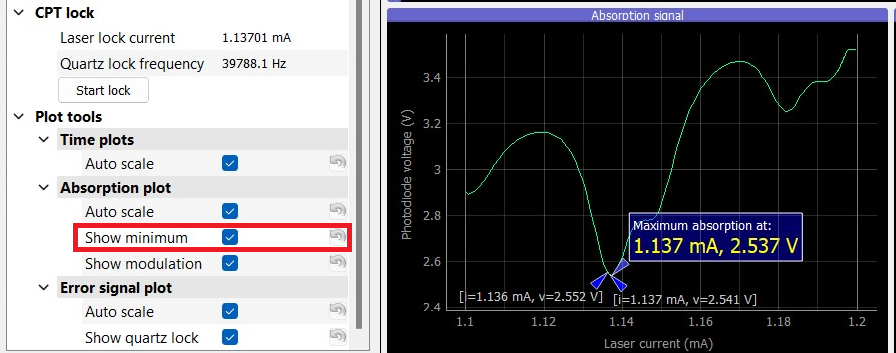 CPT lock
Laser lock current 1.13701 mA
Quartz lock frequency 39788.1 Hz
Start lock
Plot tools
Time plots
Auto scale
Absorption plot
Auto scale
Show minimum
Show modulation
Error signal plot
Auto scale
Show quartz lock
Absorption signal
Photodiode voltage (V)
3.4
3.2
3
2.8
2.6
2.4
Maximum absorption at:
1.137 mA, 2.537 V
[i=1.136 mA, v=2.552 V]
[i=1.137 mA, v=2.541 V]
1.1 1.12 1.14 1.16 1.18 1.2
Laser current (mA)